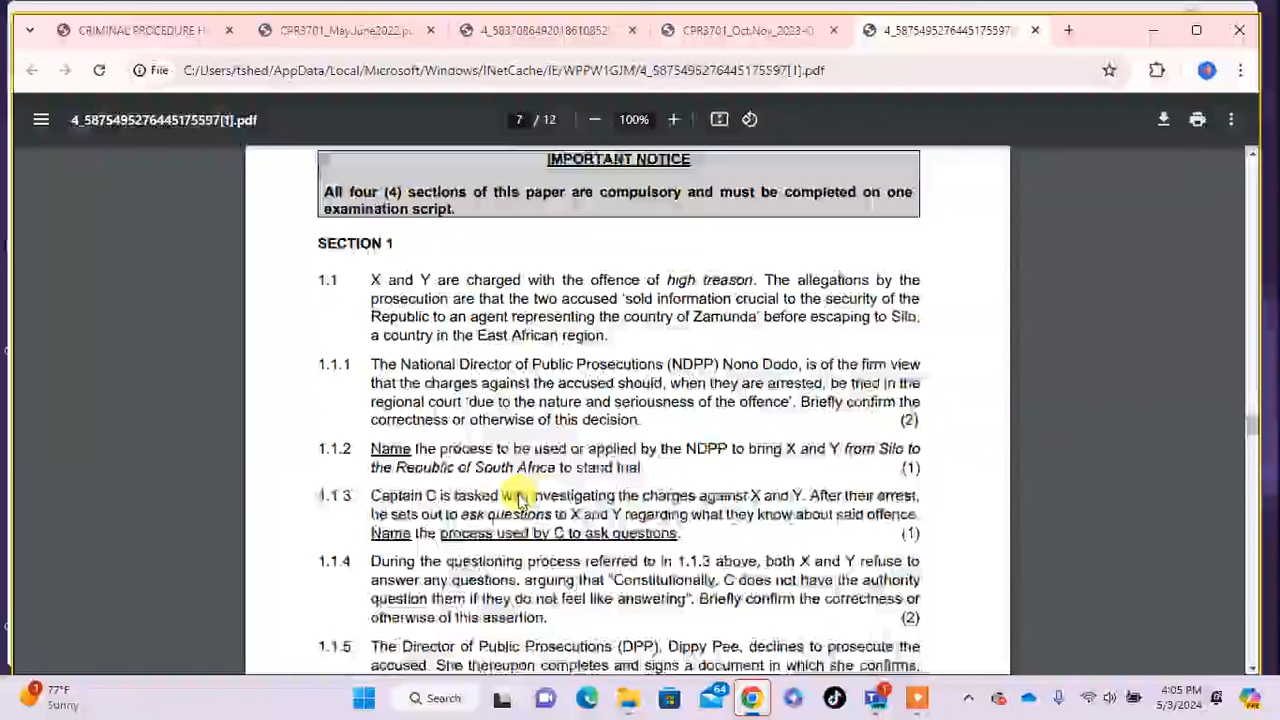 CRIMINAL PROCEDURE H
CPR3701_MayJune2022.pu
4_58370864920186108525
CPR3701_Oct.Nov_2023-0
4_5875495276445175597[
File
C:/Users/tshed/AppData/Local/Microsoft/Windows/INetCache/IE/WPPW1GJM/4_5875495276445175597[1].pdf
4_5875495276445175597[1].pdf
7 / 12
100%
IMPORTANT NOTICE
All four (4) sections of this paper are compulsory and must be completed on one
examination script.
SECTION 1
1.1 X and Y are charged with the offence of high treason. The allegations by the
prosecution are that the two accused 'sold information crucial to the security of the
Republic to an agent representing the country of Zamunda' before escaping to Silo,
a country in the East African region.
1.1.1 The National Director of Public Prosecutions (NDPP) Nono Dodo, is of the firm view
that the charges against the accused should, when they are arrested, be tried in the
regional court 'due to the nature and seriousness of the offence'. Briefly confirm the
correctness or otherwise of this decision. (2)
1.1.2 Name the process to be used or applied by the NDPP to bring X and Y from Silo to
the Republic of South Africa to stand trial (1)
1.1.3 Captain C is tasked with investigating the charges against X and Y. After their arrest,
he sets out to ask questions to X and Y regarding what they know about said offence.
Name the process used by C to ask questions. (1)
1.1.4 During the questioning process referred to In 1.1.3 above, both X and Y refuse to
answer any questions, arguing that "Constitutionally, C does not have the authority
question them if they do not feel like answering". Briefly confirm the correctness or
otherwise of this assertion. (2)
1.1.5 The Director of Public Prosecutions (DPP), Dippy Pee, declines to prosecute the
accused. She thereupon completes and signs a document in which she confirms,
1
77°F
Sunny
Search
64
1
4:05 PM
5/3/2024